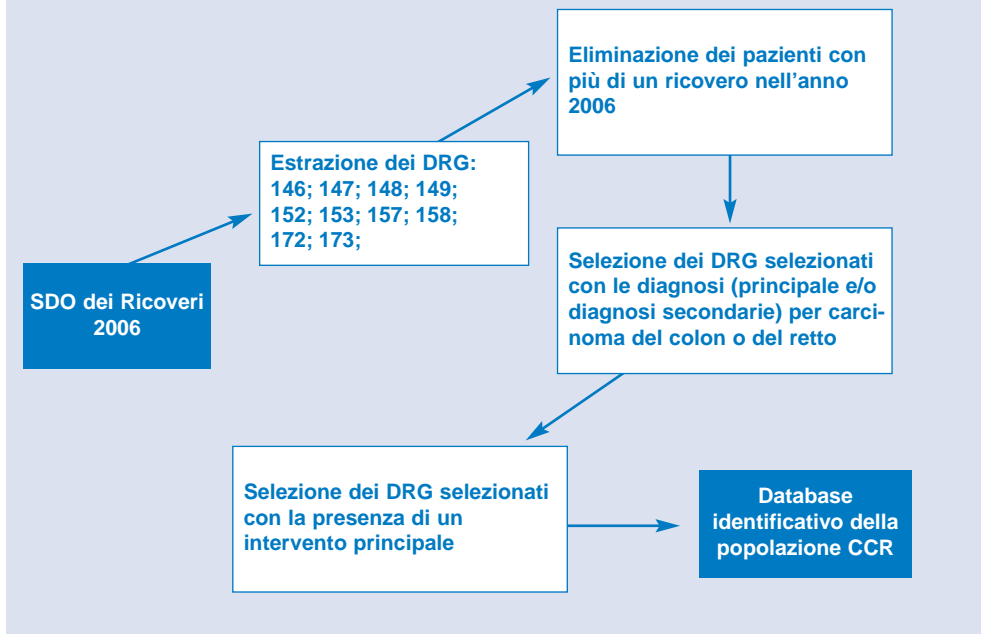 SDO dei Ricoveri
2006
Estrazione dei DRG:
146; 147; 148; 149;
152; 153; 157; 158;
172; 173;
Eliminazione dei pazienti con
più di un ricovero nell’anno
2006
Selezione dei DRG selezionati
con le diagnosi (principale e/o
diagnosi secondarie) per carci-
noma del colon o del retto
Selezione dei DRG selezionati
con la presenza di un
intervento principale
Database
identificativo della
popolazione CCR